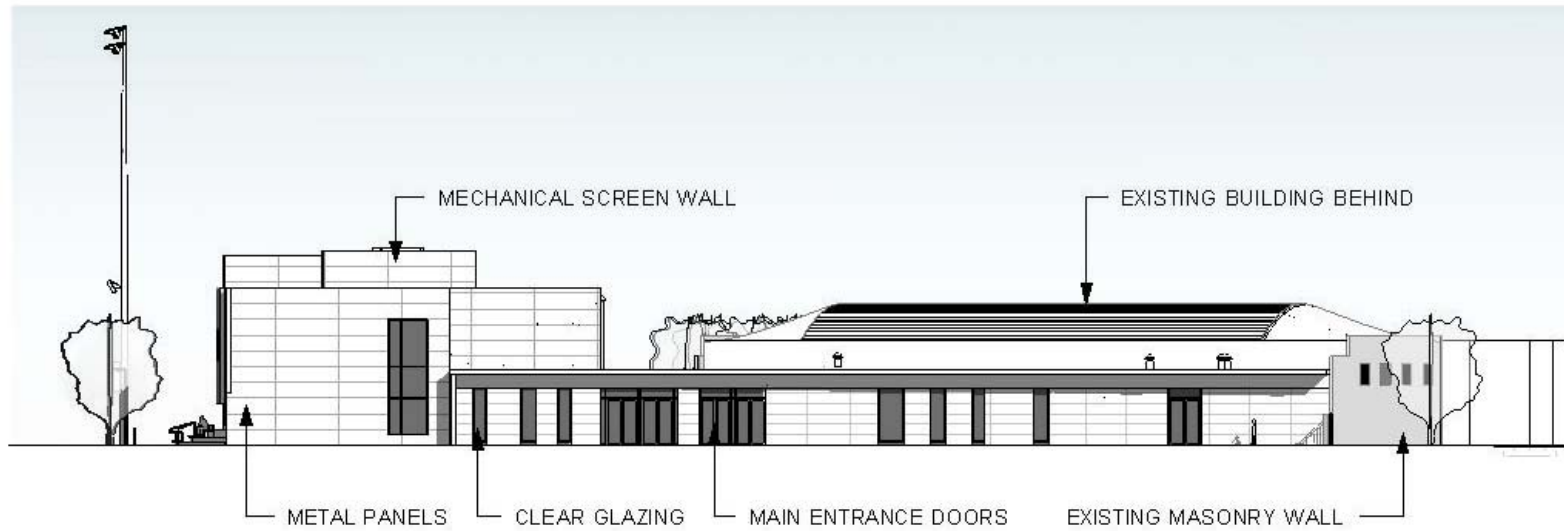 MECHANICAL SCREEN WALL
EXISTING BUILDING BEHIND
METAL PANELS
CLEAR GLAZING
MAIN ENTRANCE DOORS
EXISTING MASONRY WALL